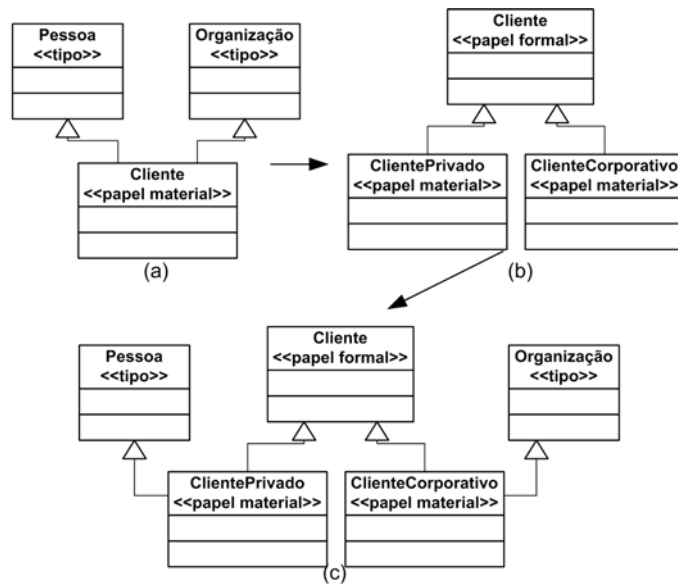 Pessoa
<<tipo>>
Organização
<<tipo>>
Cliente
<<papel material>>
(a)
Cliente
<<papel formal>>
ClientePrivado
<<papel material>>
ClienteCorporativo
<<papel material>>
(b)
Cliente
<<papel formal>>
Pessoa
<<tipo>>
Organização
<<tipo>>
ClientePrivado
<<papel material>>
ClienteCorporativo
<<papel material>>
(c)